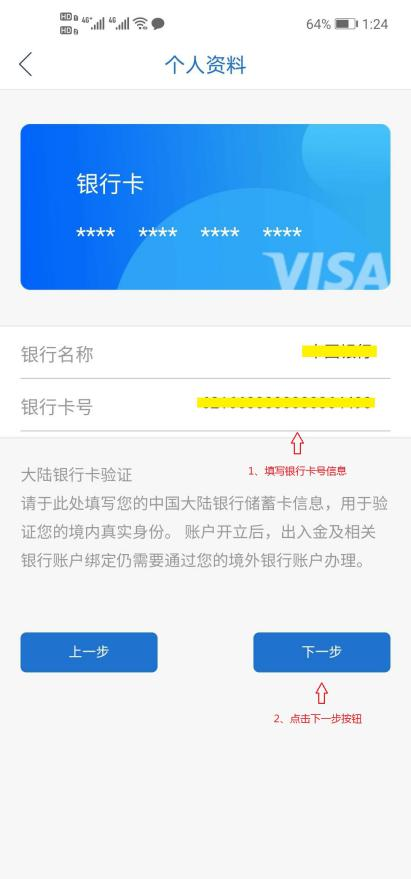 64% 1:24
个人资料
银行卡
**** **** **** ****
VISA
银行名称
银行卡号
1、填写银行卡号信息
大陆银行卡验证
请于此处填写您的中国大陆银行储蓄卡信息，用于验
证您的境内真实身份。 账户开立后，出入金及相关
银行账户绑定仍需要通过您的境外银行账户办理。
上一步 下一步
2、点击下一步按钮